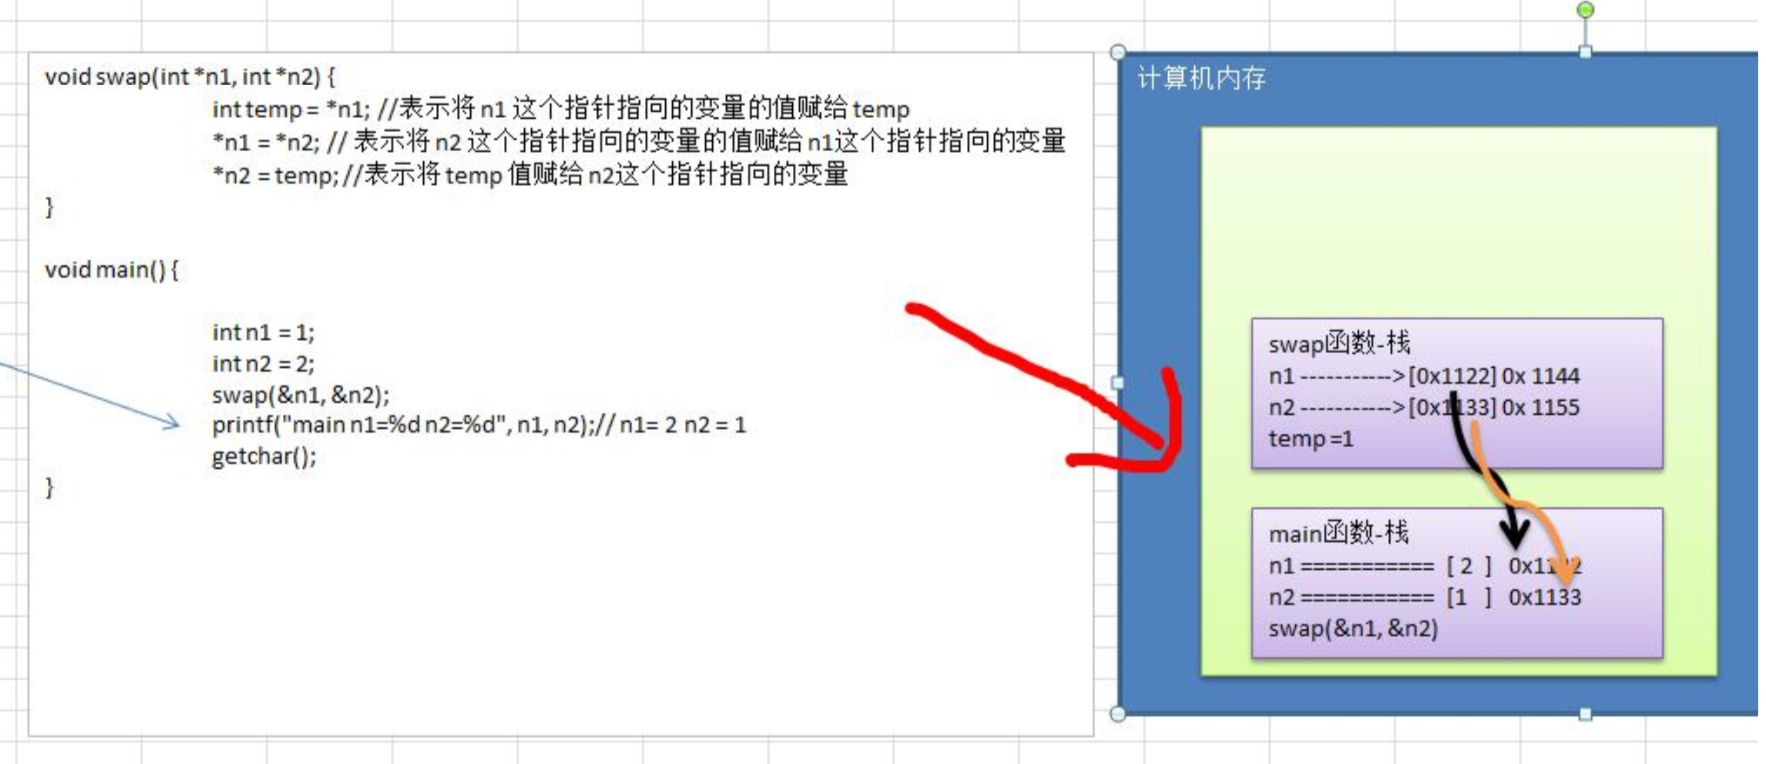 void swap(int *n1, int *n2) {
int temp = *n1; //表示将 n1 这个指针指向的变量的值赋给 temp
*n1 = *n2; // 表示将 n2 这个指针指向的变量的值赋给 n1这个指针指向的变量
*n2 = temp; //表示将 temp 值赋给 n2这个指针指向的变量
}
void main() {
int n1 = 1;
int n2 = 2;
swap(&n1, &n2);
printf("main n1=%d n2=%d", n1, n2);// n1= 2 n2 = 1
getchar();
}
计算机内存
swap函数-栈
n1 ----------->[0x1122] 0x 1144
n2 ----------->[0x1133] 0x 1155
temp =1
main函数-栈
n1 =========== [ 2 ]
n2 =========== [1 ] 0x1133
swap(&n1, &n2)